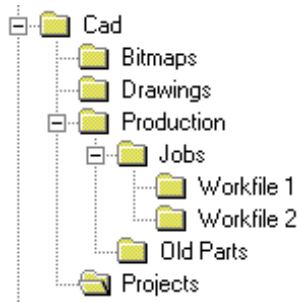 Cad
Bitmaps
Drawings
Production
Jobs
Workfile 1
Workfile 2
Old Parts
Projects